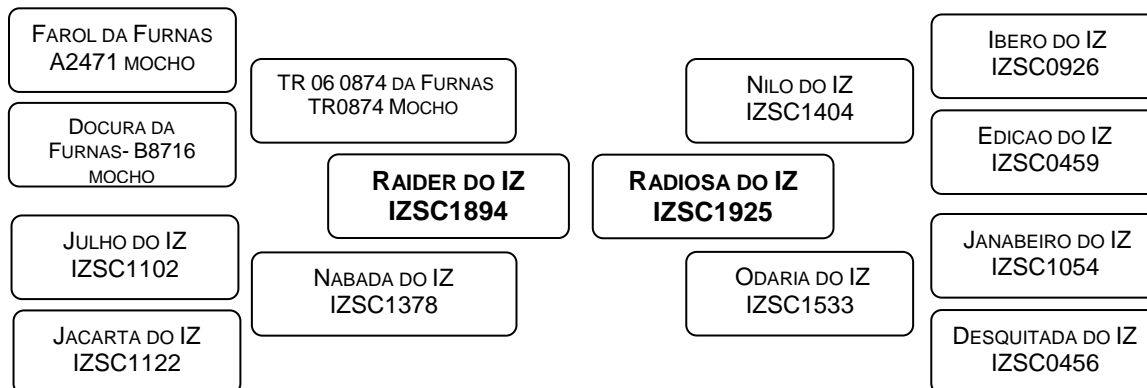 FAROL DA FURNAS
A2471 MOCHO
DOCURA DA
FURNAS- B8716
MOCHO
JULHO DO IZ
IZSC1102
JACARTA DO IZ
IZSC1122
TR 06 0874 DA FURNAS
TR0874 MOCHO
NABADA DO IZ
IZSC1378
RAIDER DO IZ
IZSC1894
RADIOSA DO IZ
IZSC1925
NILO DO IZ
IZSC1404
ODARIA DO IZ
IZSC1533
IBERO DO IZ
IZSC0926
EDICAO DO IZ
IZSC0459
JANABEIRO DO IZ
IZSC1054
DESQUITADA DO IZ
IZSC0456